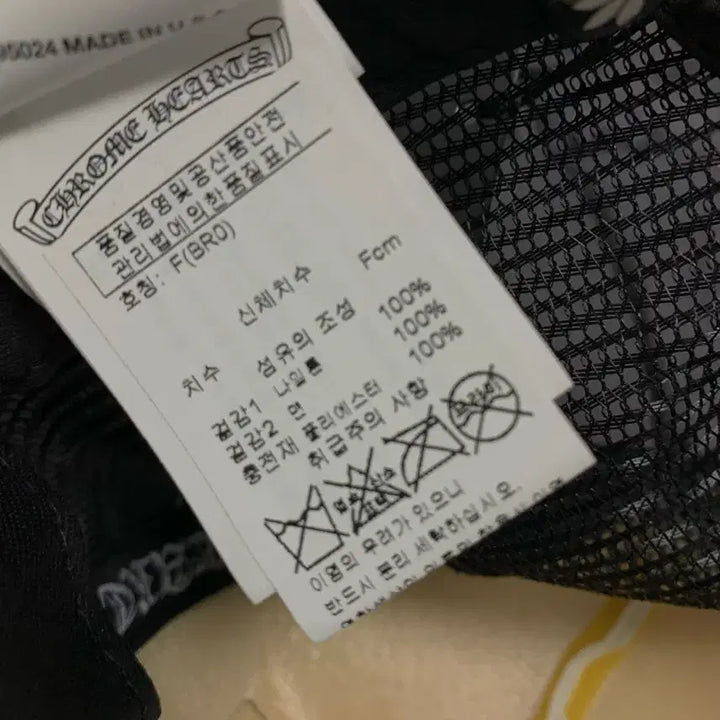 95024 MADE IN U.S.
CHROME HEARTS
품질경영및공산품안전
관리법에의한품질표시
호칭: F(BR0)
신체치수 Fcm
치수 섬유의 조성
겉감1 나일론 100%
겉감2 면 100%
충전재 폴리에스터 100%
취급주의 사항
드라이
이염의 우려가 있으니
반드시 분리 세탁하십시오.